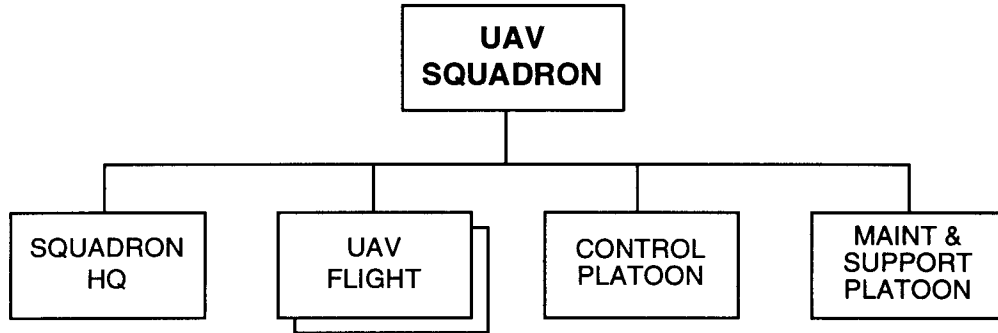 UAV
SQUADRON
SQUADRON
HQ
UAV
FLIGHT
CONTROL
PLATOON
MAINT &
SUPPORT
PLATOON